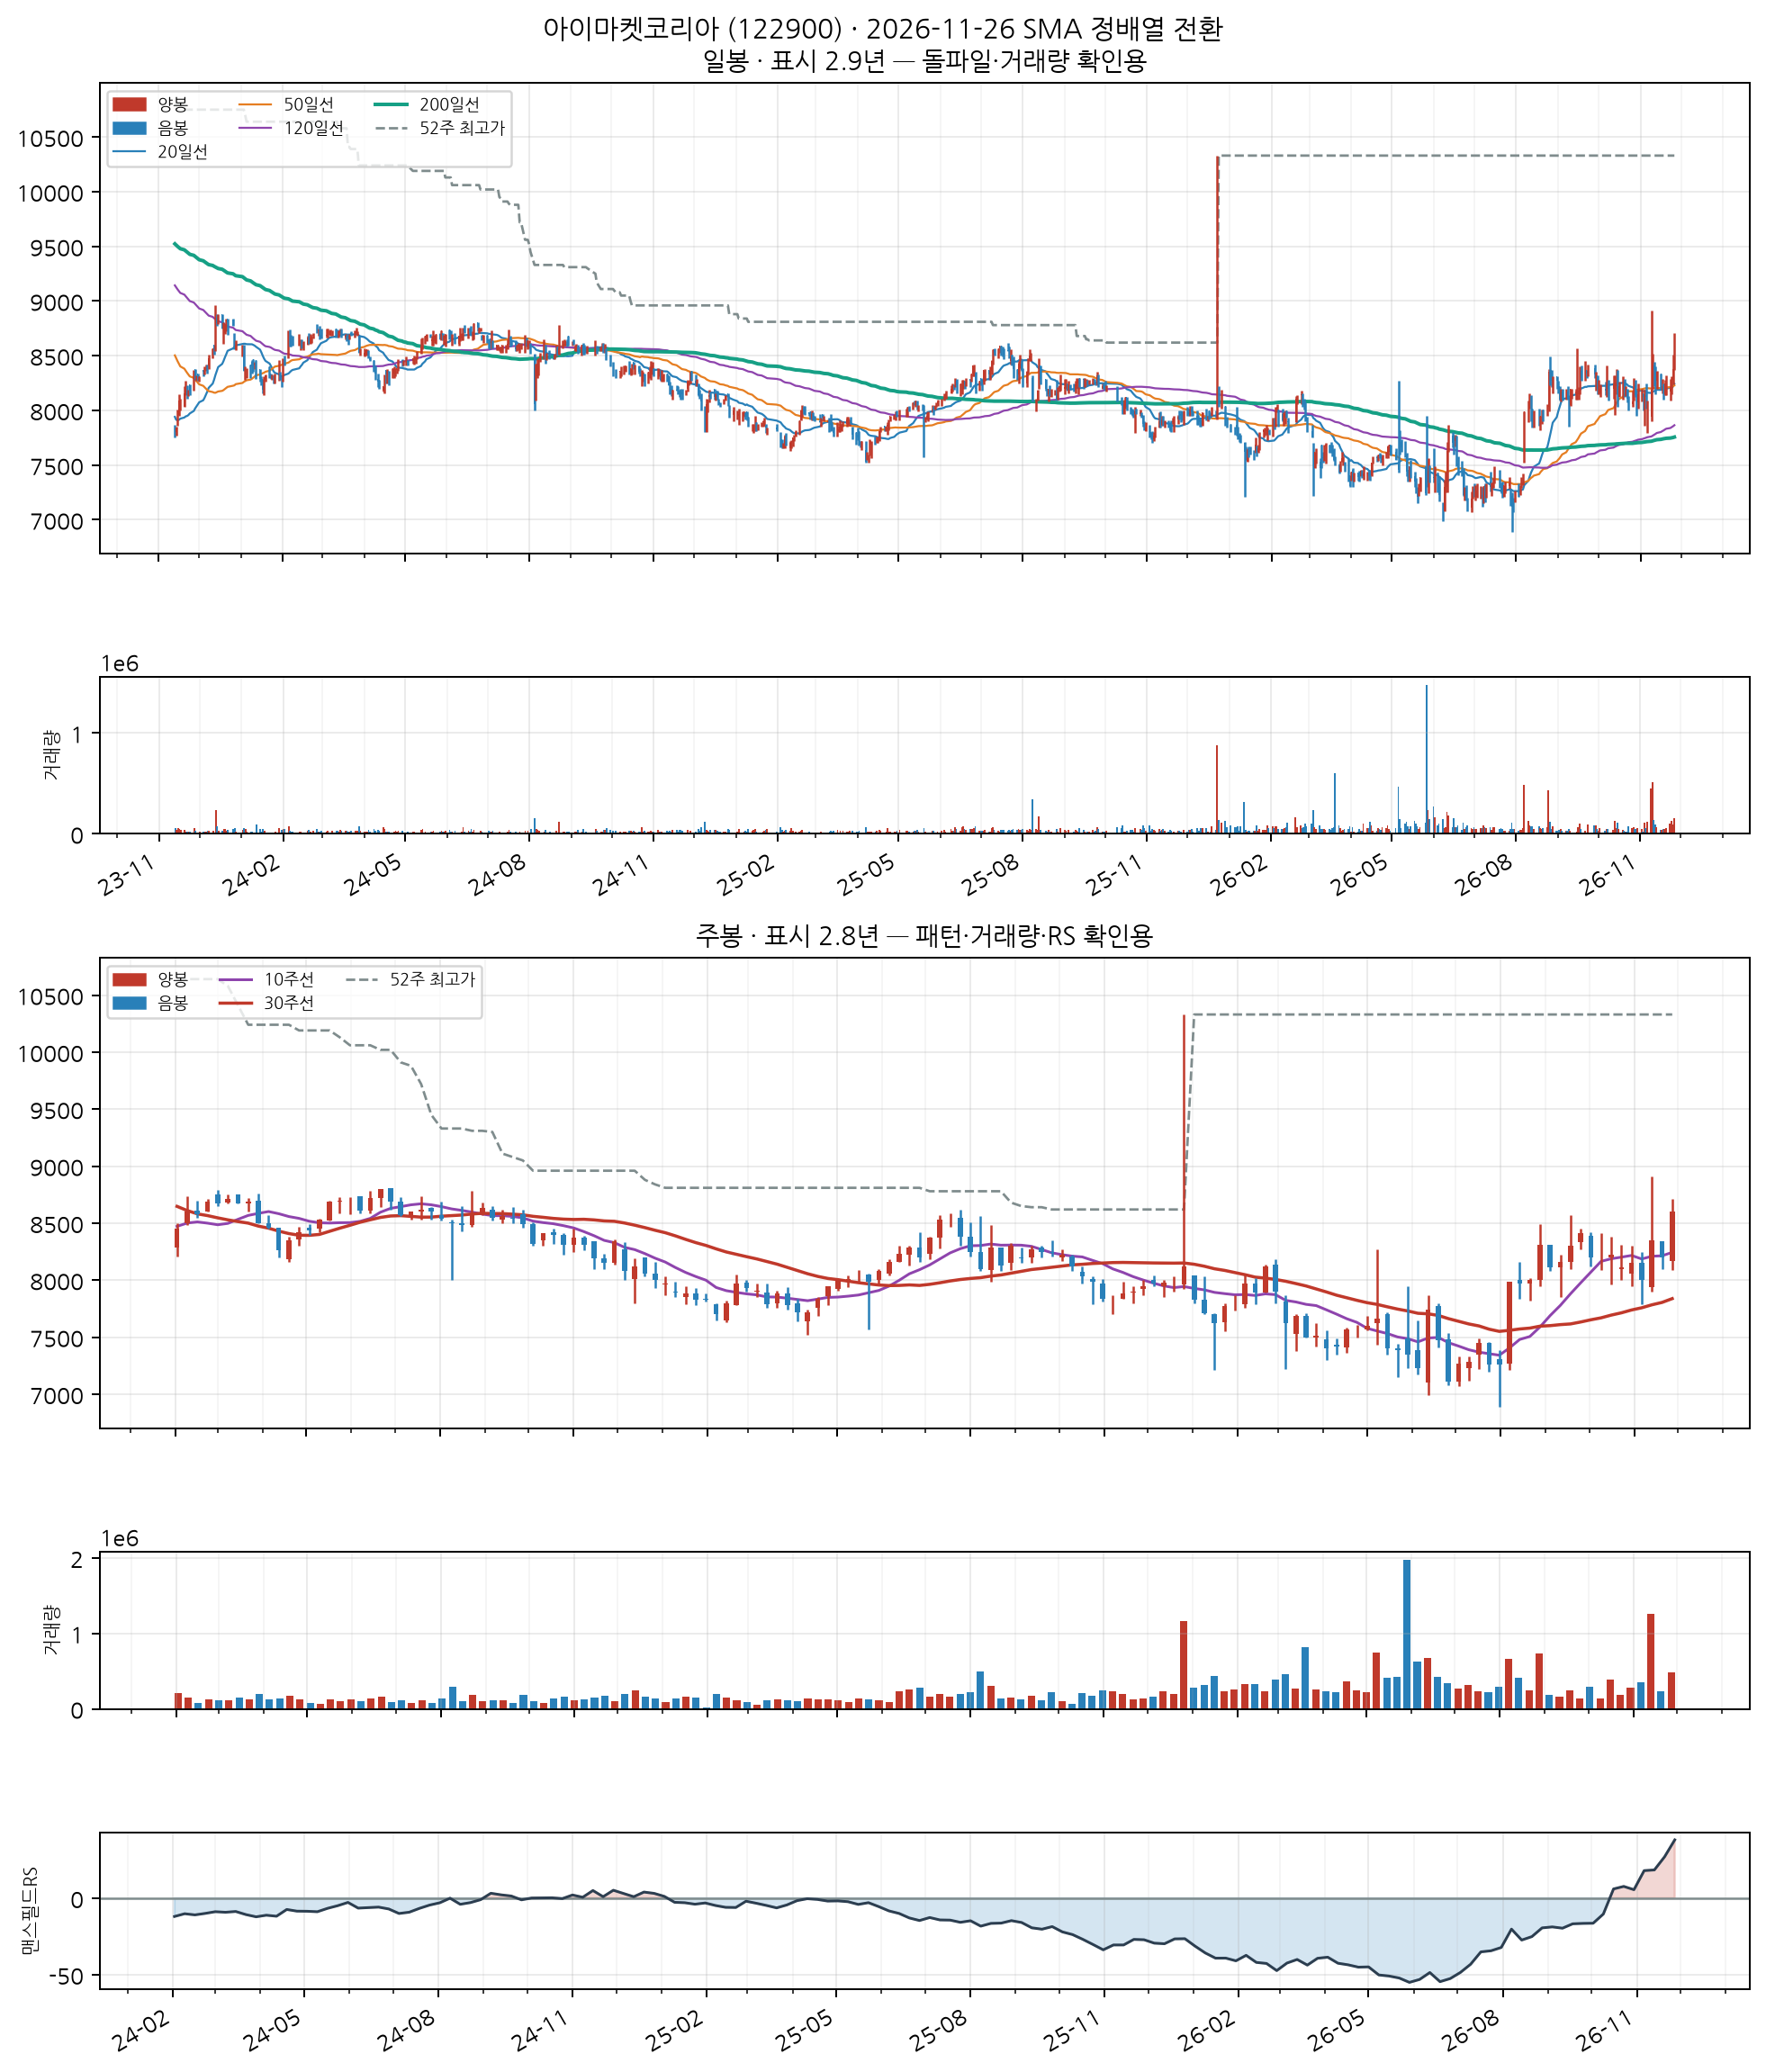 아이마켓코리아 (122900) · 2026-11-26 SMA 정배열 전환
일봉 · 표시 2.9년 — 돌파일·거래량 확인용
양봉 50일선 200일선
음봉 120일선 52주 최고가
20일선
10500
10000
9500
9000
8500
8000
7500
7000
1e6
거래량
1
0
23-11 24-02 24-05 24-08 24-11 25-02 25-05 25-08 25-11 26-02 26-05 26-08 26-11
주봉 · 표시 2.8년 — 패턴·거래량·RS 확인용
양봉 10주선 52주 최고가
음봉 30주선
10500
10000
9500
9000
8500
8000
7500
7000
1e6
거래량
2
1
0
맨스필드RS
0
-50
24-02 24-05 24-08 24-11 25-02 25-05 25-08 25-11 26-02 26-05 26-08 26-11